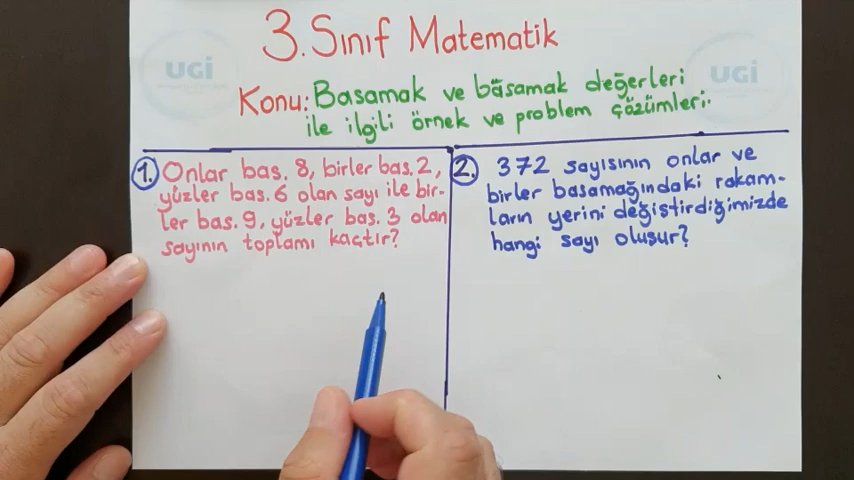 3. Sınıf Matematik
UGi
UGi
Konu: Basamak ve basamak değerleri
ile ilgili örnek ve problem çözümleri.
1. Onlar bas. 8, birler bas. 2,
yüzler bas. 6 olan sayı ile bir-
ler bas. 9, yüzler bas. 3 olan
sayının toplamı kaçtır?
2. 372 sayısının onlar ve
birler basamağındaki rakam-
ların yerini değiştirdiğimizde
hangi sayı oluşur?